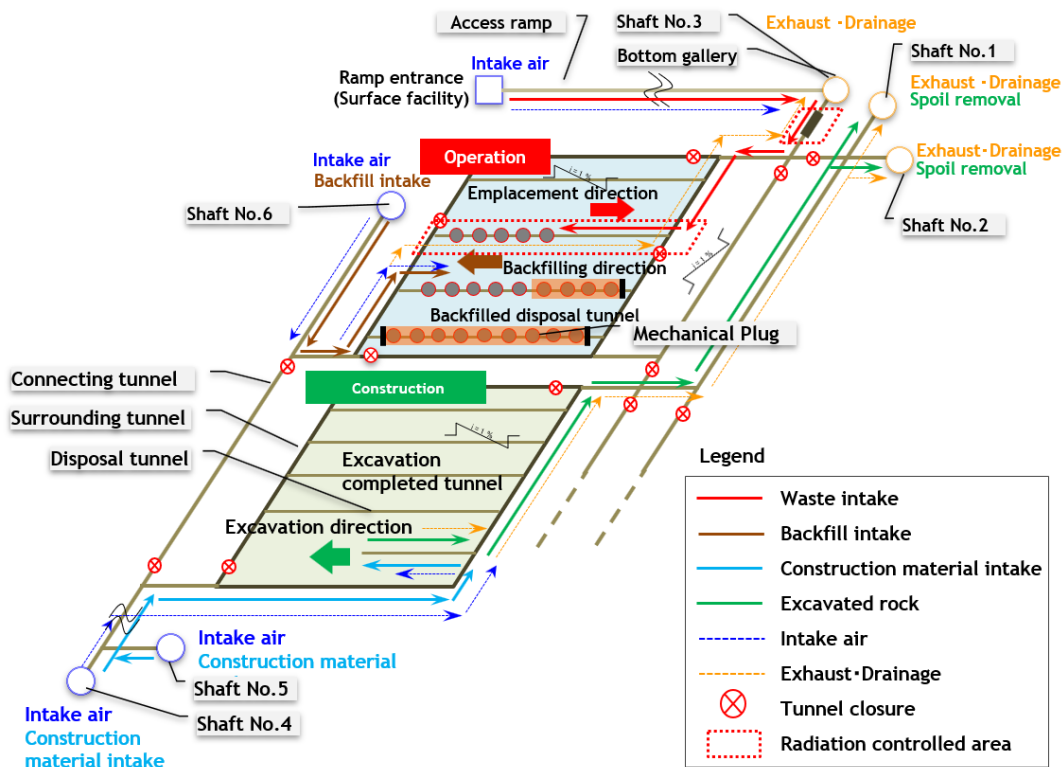 Access ramp
Shaft No.3
Exhaust・Drainage
Bottom gallery
Shaft No.1
Intake air
Ramp entrance
(Surface facility)
Exhaust・Drainage
Spoil removal
Intake air
Backfill intake
Operation
i = 1 %
Emplacement direction
Exhaust・Drainage
Spoil removal
Shaft No.6
Shaft No.2
i = 1 %
Backfilling direction
Backfilled disposal tunnel
Mechanical Plug
Connecting tunnel
Construction
Surrounding tunnel
i = 1 %
Disposal tunnel
Excavation
completed tunnel
Excavation direction
Intake air
Construction material
Shaft No.5
Intake air
Shaft No.4
Construction
material intake
Legend
Waste intake
Backfill intake
Construction material intake
Excavated rock
Intake air
Exhaust・Drainage
Tunnel closure
Radiation controlled area